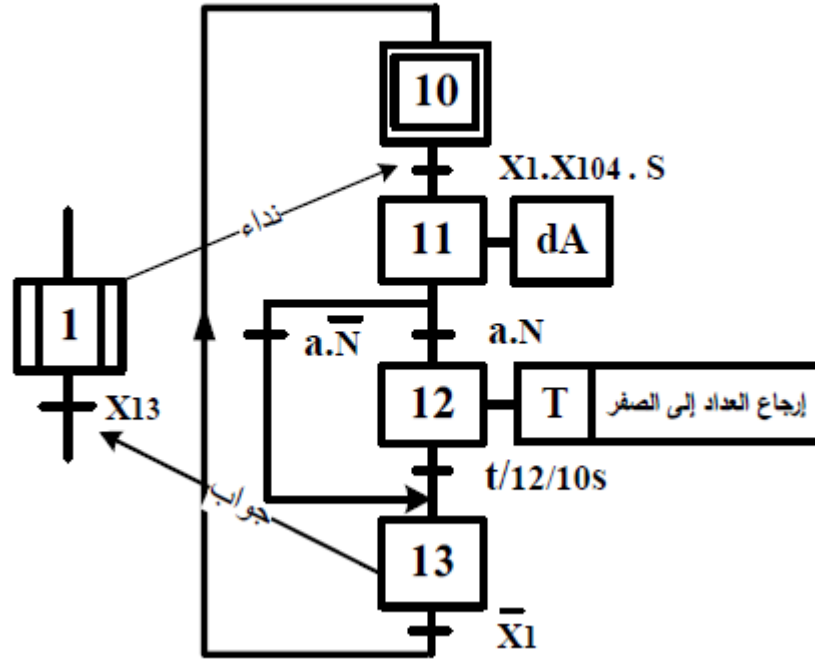 10
X1.X104 . S
نداء
11
dA
1
a.N̅
a.N
X13
12
T
إرجاع العداد إلى الصفر
t/12/10s
جواب
13
X̅1